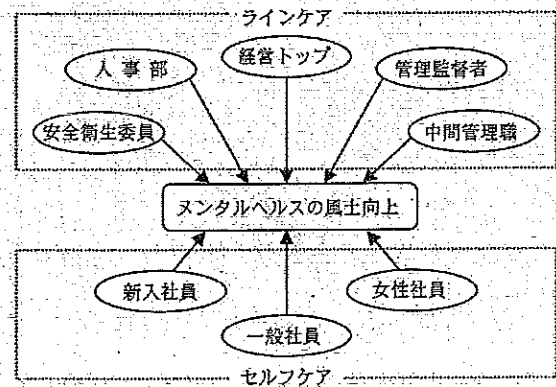 ラインケア
人事部
経営トップ
管理監督者
安全衛生委員
中間管理職
メンタルヘルスの風土向上
新入社員
女性社員
一般社員
セルフケア